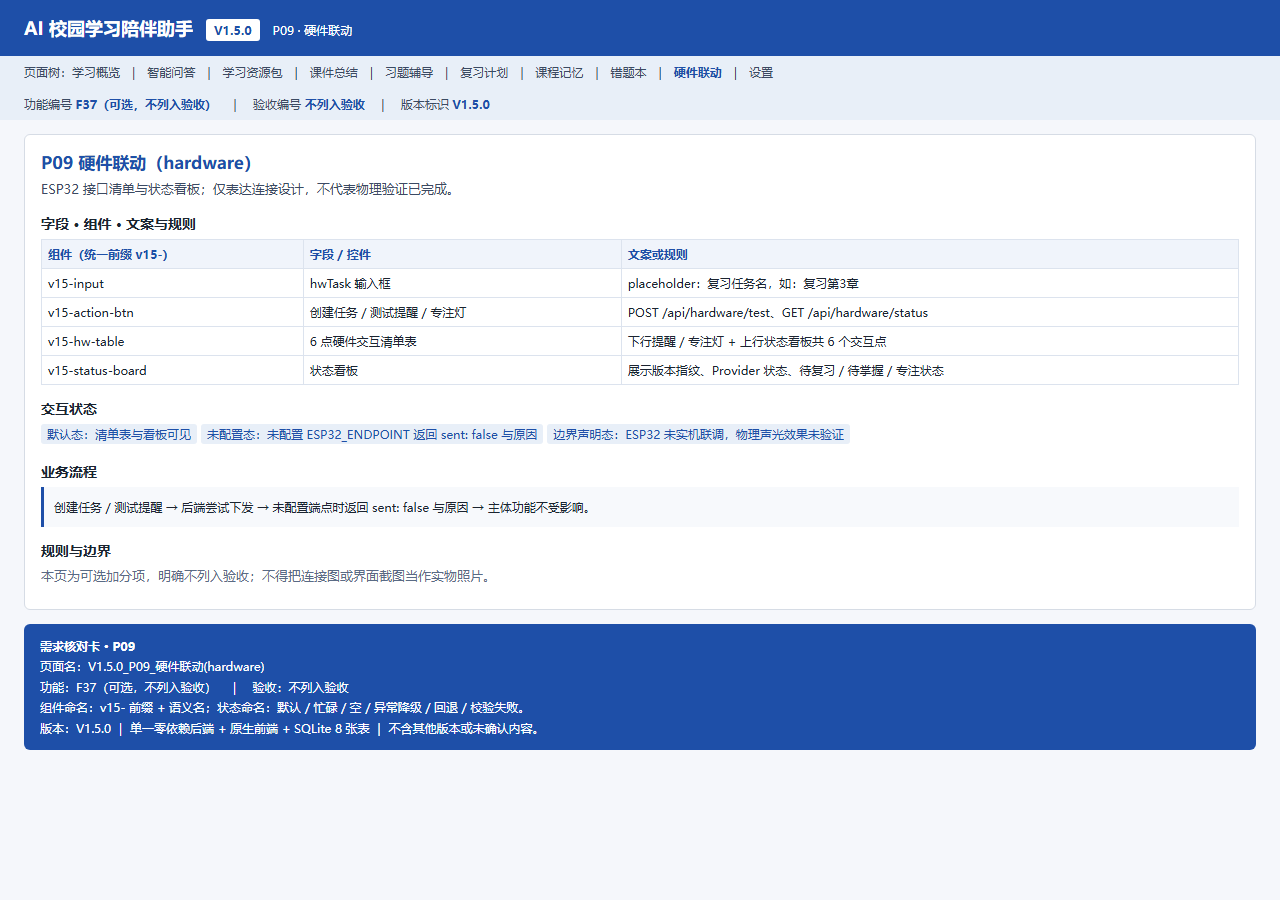 AI 校园学习陪伴助手 V1.5.0 P09 · 硬件联动
页面树：学习概览 | 智能问答 | 学习资源包 | 课件总结 | 习题辅导 | 复习计划 | 课程记忆 | 错题本 | 硬件联动 | 设置
功能编号 F37（可选，不列入验收） | 验收编号 不列入验收 | 版本标识 V1.5.0
P09 硬件联动（hardware）
ESP32 接口清单与状态看板；仅表达连接设计，不代表物理验证已完成。
字段 • 组件 • 文案与规则
组件（统一前缀 v15-） 字段 / 控件 文案或规则
v15-input hwTask 输入框 placeholder：复习任务名，如：复习第3章
v15-action-btn 创建任务 / 测试提醒 / 专注灯 POST /api/hardware/test、GET /api/hardware/status
v15-hw-table 6 点硬件交互清单表 下行提醒 / 专注灯 + 上行状态看板共 6 个交互点
v15-status-board 状态看板 展示版本指纹、Provider 状态、待复习 / 待掌握 / 专注状态
交互状态
默认态：清单表与看板可见 未配置态：未配置 ESP32_ENDPOINT 返回 sent: false 与原因 边界声明态：ESP32 未实机联调，物理声光效果未验证
业务流程
创建任务 / 测试提醒 → 后端尝试下发 → 未配置端点时返回 sent: false 与原因 → 主体功能不受影响。
规则与边界
本页为可选加分项，明确不列入验收；不得把连接图或界面截图当作实物照片。
需求核对卡 • P09
页面名：V1.5.0_P09_硬件联动(hardware)
功能：F37（可选，不列入验收） | 验收：不列入验收
组件命名：v15- 前缀 + 语义名；状态命名：默认 / 忙碌 / 空 / 异常降级 / 回退 / 校验失败。
版本：V1.5.0 | 单一零依赖后端 + 原生前端 + SQLite 8 张表 | 不含其他版本或未确认内容。